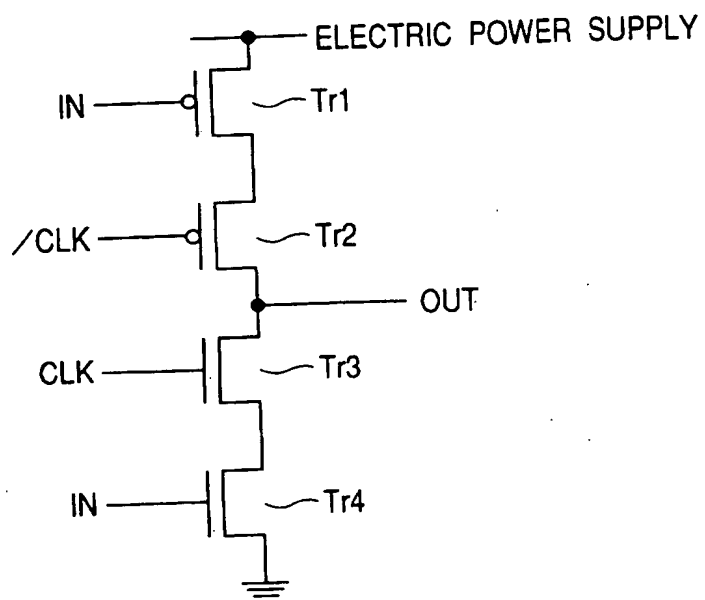 ELECTRIC POWER SUPPLY
IN
Tr1
/CLK
Tr2
OUT
CLK
Tr3
IN
Tr4